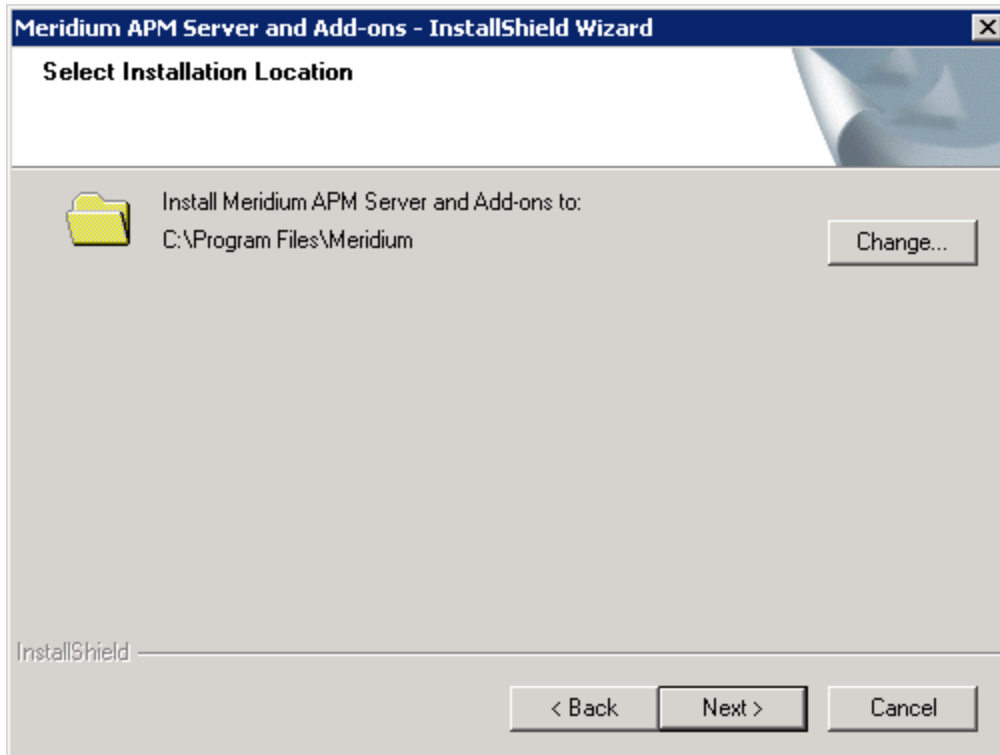 Meridium APM Server and Add-ons - InstallShield Wizard
Select Installation Location
Install Meridium APM Server and Add-ons to:
C:\Program Files\Meridium
Change...
InstallShield
< Back
Next >
Cancel